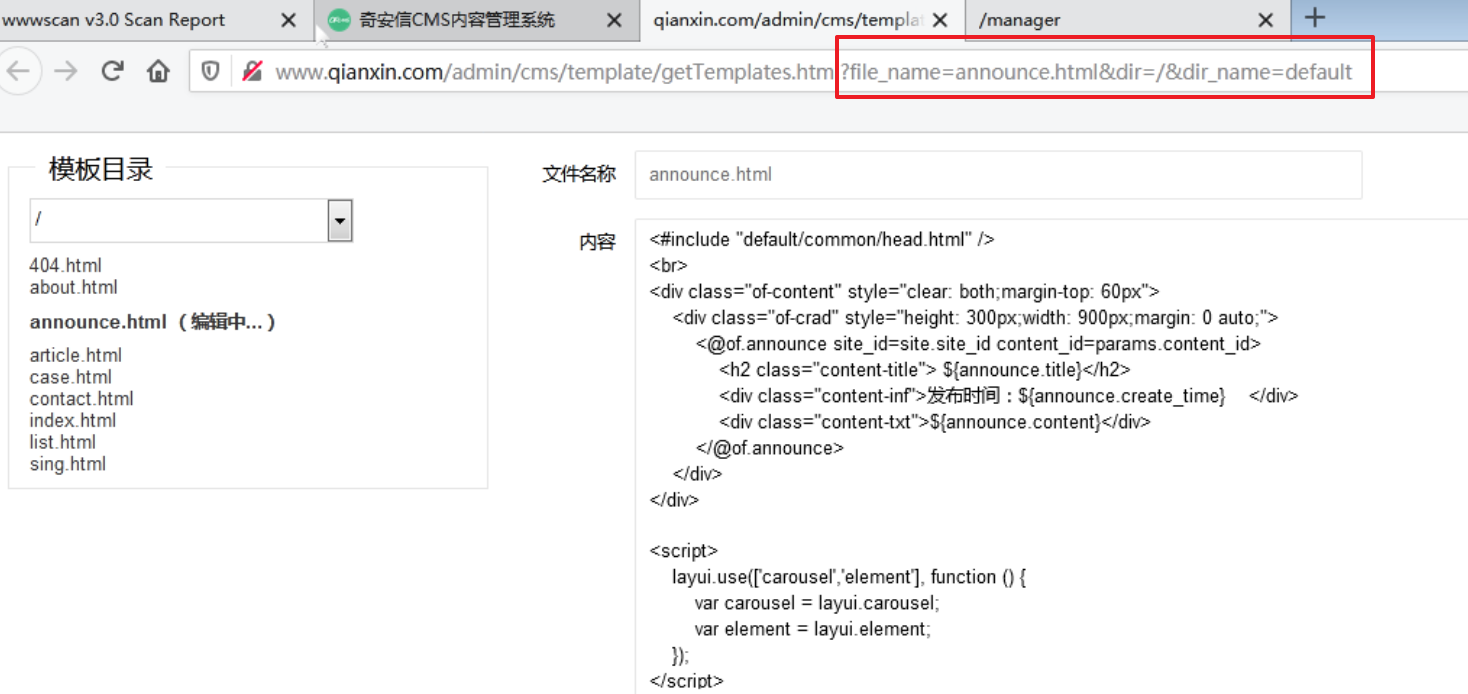 wwwscan v3.0 Scan Report
奇安信CMS内容管理系统
qianxin.com/admin/cms/templat
/manager
www.qianxin.com/admin/cms/template/getTemplates.htm?file_name=announce.html&dir=/&dir_name=default
模板目录
/
404.html
about.html
announce.html（编辑中...）
article.html
case.html
contact.html
index.html
list.html
sing.html
文件名称
announce.html
内容
<#include "default/common/head.html" />
<br>
<div class="of-content" style="clear: both;margin-top: 60px">
<div class="of-crad" style="height: 300px;width: 900px;margin: 0 auto;">
<@of.announce site_id=site.site_id content_id=params.content_id>
<h2 class="content-title"> ${announce.title}</h2>
<div class="content-inf">发布时间：${announce.create_time} </div>
<div class="content-txt">${announce.content}</div>
</@of.announce>
</div>
</div>
<script>
layui.use(['carousel','element'], function () {
var carousel = layui.carousel;
var element = layui.element;
});
</script>